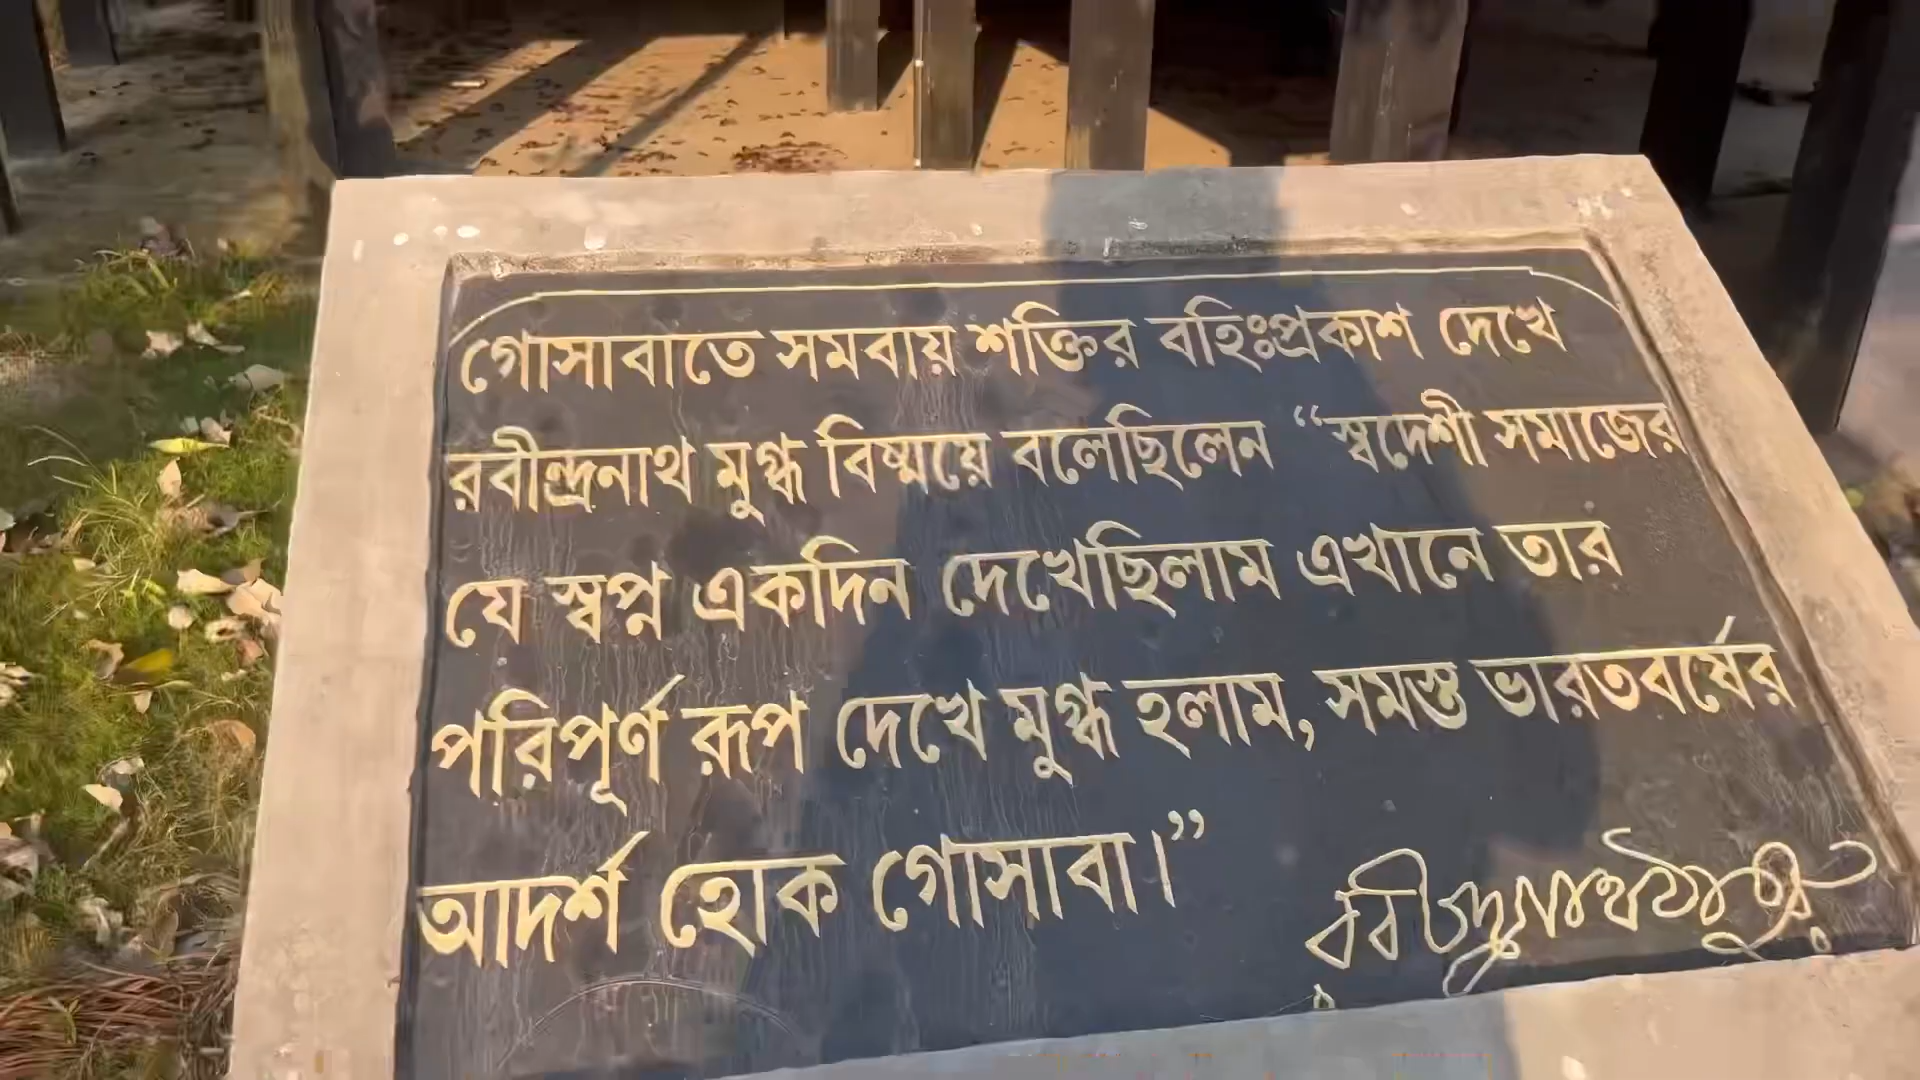 গোসাবাতে সমবায় শক্তির বহিঃপ্রকাশ দেখে
রবীন্দ্রনাথ মুগ্ধ বিষ্ময়ে বলেছিলেন “স্বদেশী সমাজের
যে স্বপ্ন একদিন দেখেছিলাম এখানে তার
পরিপূর্ণ রূপ দেখে মুগ্ধ হলাম, সমস্ত ভারতবর্ষের
আদর্শ হোক গোসাবা।”
রবীন্দ্রনাথ ঠাকুর